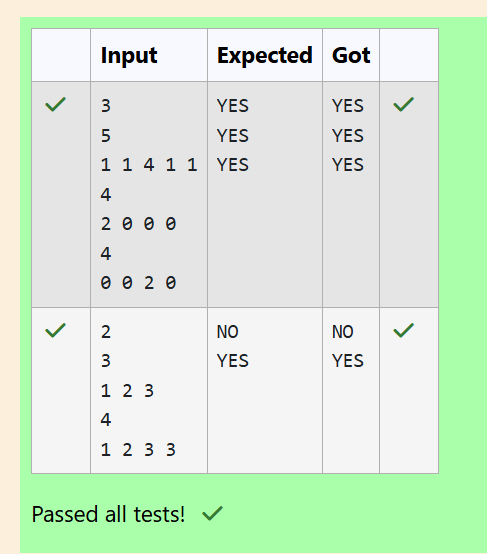 Input Expected Got
3 YES YES
5 YES YES
1 1 4 1 1 YES YES
4
2 0 0 0
4
0 0 2 0
2 NO NO
3 YES YES
1 2 3
4
1 2 3 3
Passed all tests!